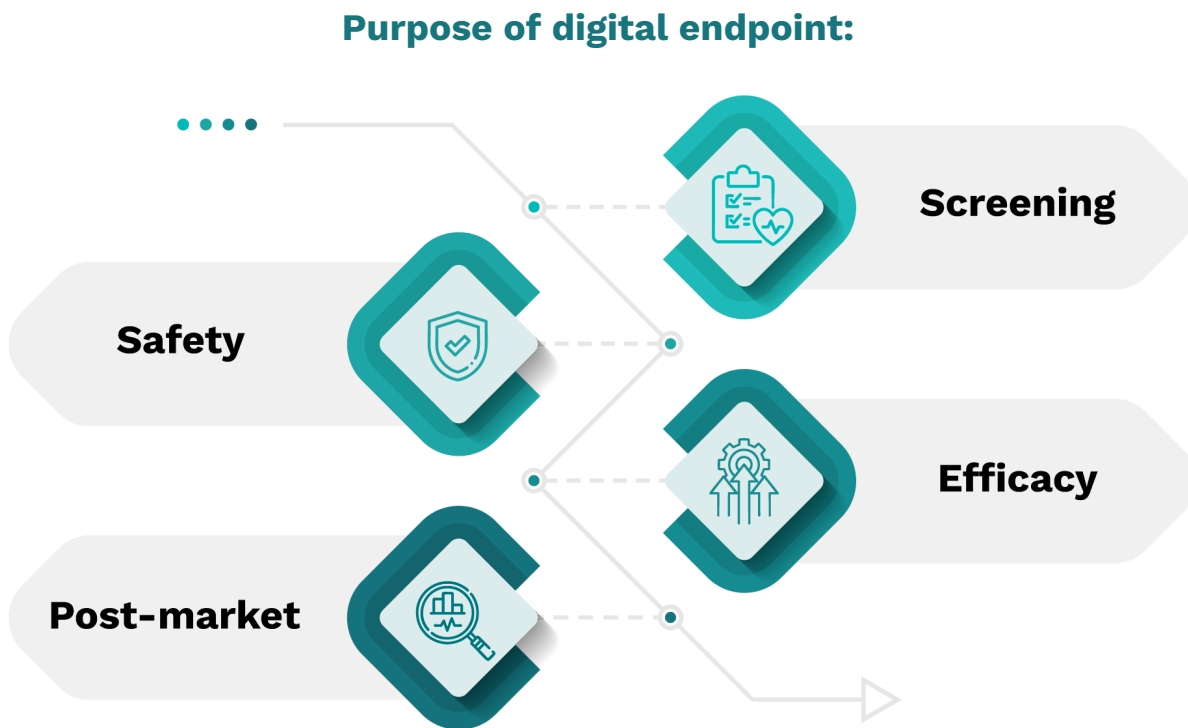 Purpose of digital endpoint:
Screening
Safety
Efficacy
Post-market